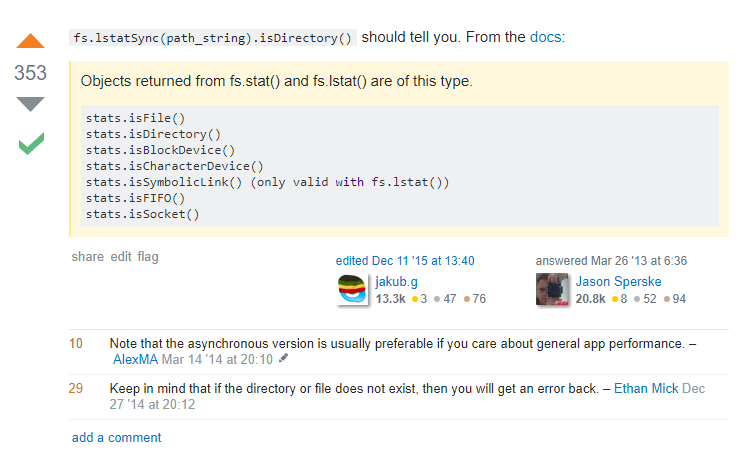 fs.lstatSync(path_string).isDirectory() should tell you. From the docs:
353
Objects returned from fs.stat() and fs.lstat() are of this type.
stats.isFile()
stats.isDirectory()
stats.isBlockDevice()
stats.isCharacterDevice()
stats.isSymbolicLink() (only valid with fs.lstat())
stats.isFIFO()
stats.isSocket()
share edit flag
edited Dec 11 '15 at 13:40
jakub.g
13.3k 3 47 76
answered Mar 26 '13 at 6:36
Jason Sperske
20.8k 8 52 94
10 Note that the asynchronous version is usually preferable if you care about general app performance. –
AlexMA Mar 14 '14 at 20:10
29 Keep in mind that if the directory or file does not exist, then you will get an error back. – Ethan Mick Dec
27 '14 at 20:12
add a comment